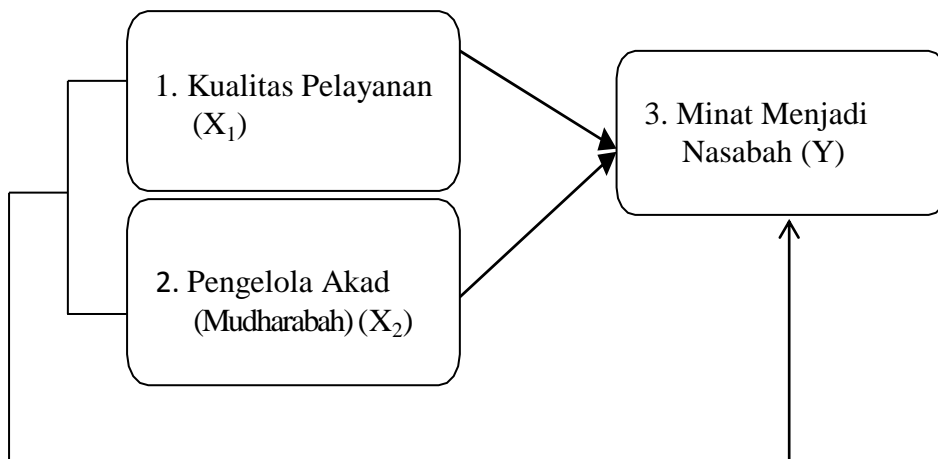 1. Kualitas Pelayanan
(X₁)
3. Minat Menjadi
Nasabah (Y)
2. Pengelola Akad
(Mudharabah) (X₂)